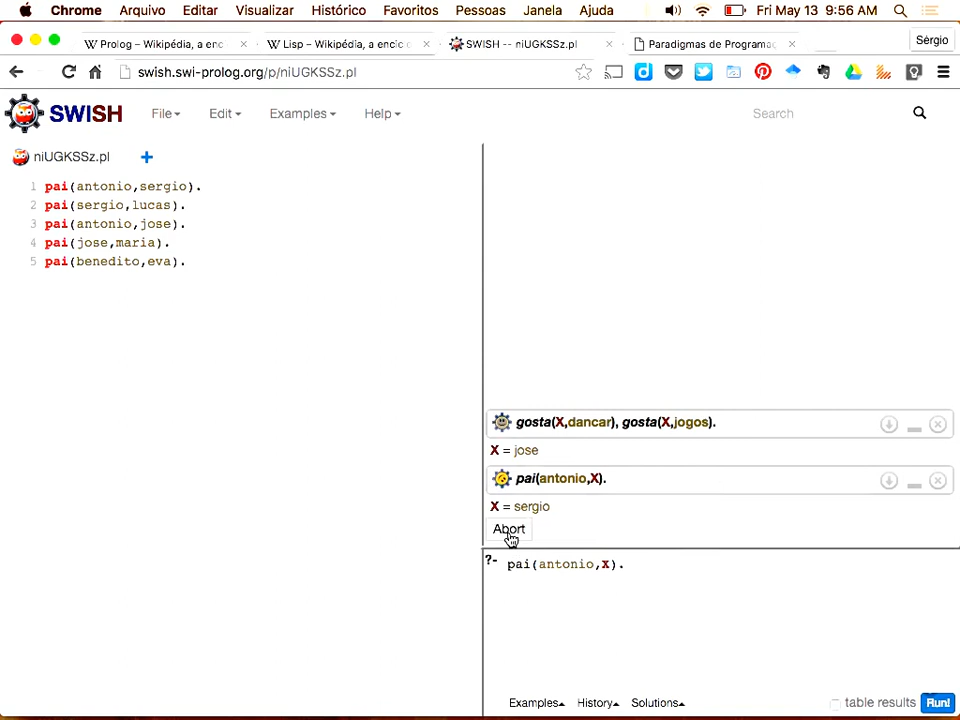 Chrome Arquivo Editar Visualizar Histórico Favoritos Pessoas Janela Ajuda Fri May 13 9:56 AM
Prolog – Wikipédia, a enc
Lisp – Wikipédia, a encic
SWISH -- niUGKSSz.pl
Paradigmas de Programaç
Sérgio
swish.swi-prolog.org/p/niUGKSSz.pl
SWISH File Edit Examples Help Search
niUGKSSz.pl
1 pai(antonio,sergio).
2 pai(sergio,lucas).
3 pai(antonio,jose).
4 pai(jose,maria).
5 pai(benedito,eva).
gosta(X,dancar), gosta(X,jogos).
X = jose
pai(antonio,X).
X = sergio
Abort
?- pai(antonio,X).
Examples History Solutions table results Run!